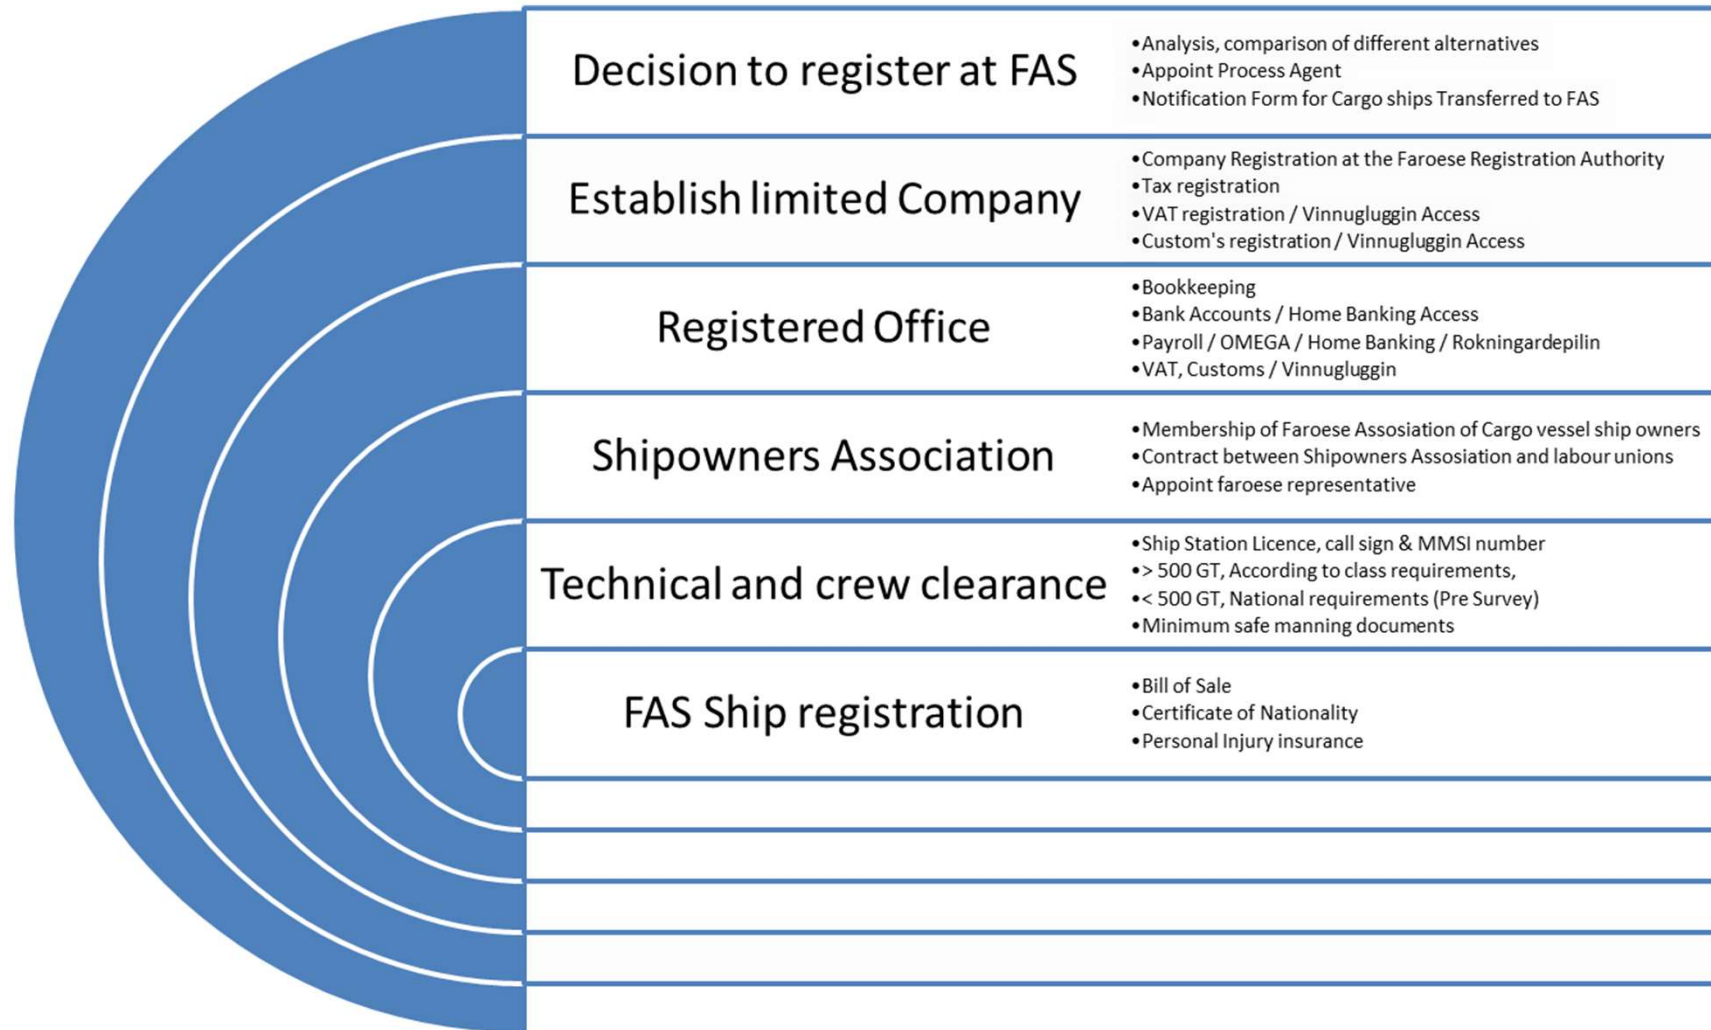 Decision to register at FAS
•Analysis, comparison of different alternatives
•Appoint Process Agent
•Notification Form for Cargo ships Transferred to FAS
Establish limited Company
•Company Registration at the Faroese Registration Authority
•Tax registration
•VAT registration / Vinnugluggin Access
•Custom's registration / Vinnugluggin Access
Registered Office
•Bookkeeping
•Bank Accounts / Home Banking Access
•Payroll / OMEGA / Home Banking / Rokningardepilin
•VAT, Customs / Vinnugluggin
Shipowners Association
•Membership of Faroese Assosiation of Cargo vessel ship owners
•Contract between Shipowners Assosiation and labour unions
•Appoint faroese representative
Technical and crew clearance
•Ship Station Licence, call sign & MMSI number
•> 500 GT, According to class requirements,
•< 500 GT, National requirements (Pre Survey)
•Minimum safe manning documents
FAS Ship registration
•Bill of Sale
•Certificate of Nationality
•Personal Injury insurance